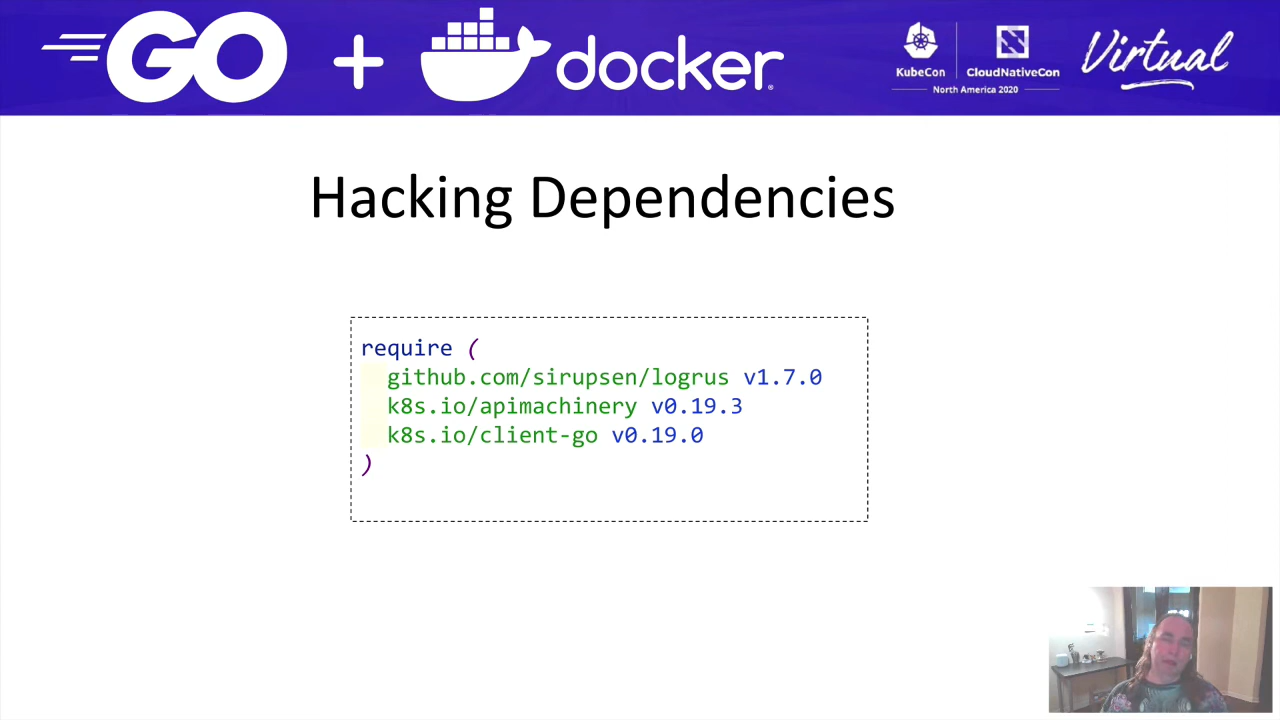 GO + docker
KubeCon
CloudNativeCon
North America 2020
Virtual
Hacking Dependencies
require (
github.com/sirupsen/logrus v1.7.0
k8s.io/apimachinery v0.19.3
k8s.io/client-go v0.19.0
)